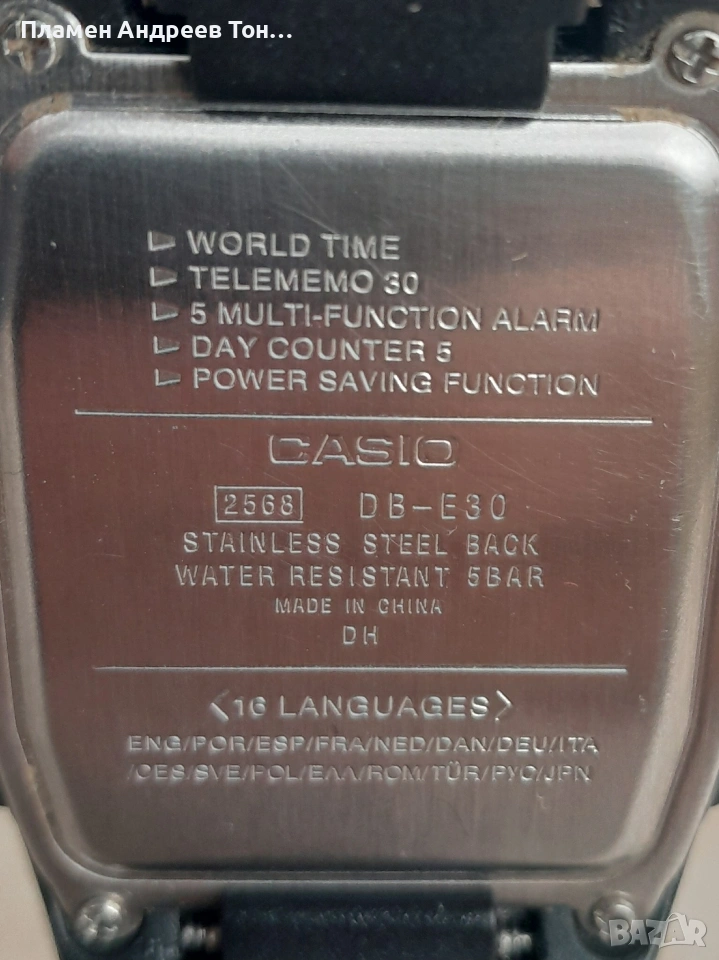 Пламен Андреев Тон…
WORLD TIME
TELEMEMO 30
5 MULTI-FUNCTION ALARM
DAY COUNTER 5
POWER SAVING FUNCTION
CASIO
2568 DB-E30
STAINLESS STEEL BACK
WATER RESISTANT 5BAR
MADE IN CHINA
DH
<16 LANGUAGES>
ENG/POR/ESP/FRA/NED/DAN/DEU/ITA
/CES/SVE/POL/ΕΛΛ/ROM/TÜR/РУС/JPN
BAZAR